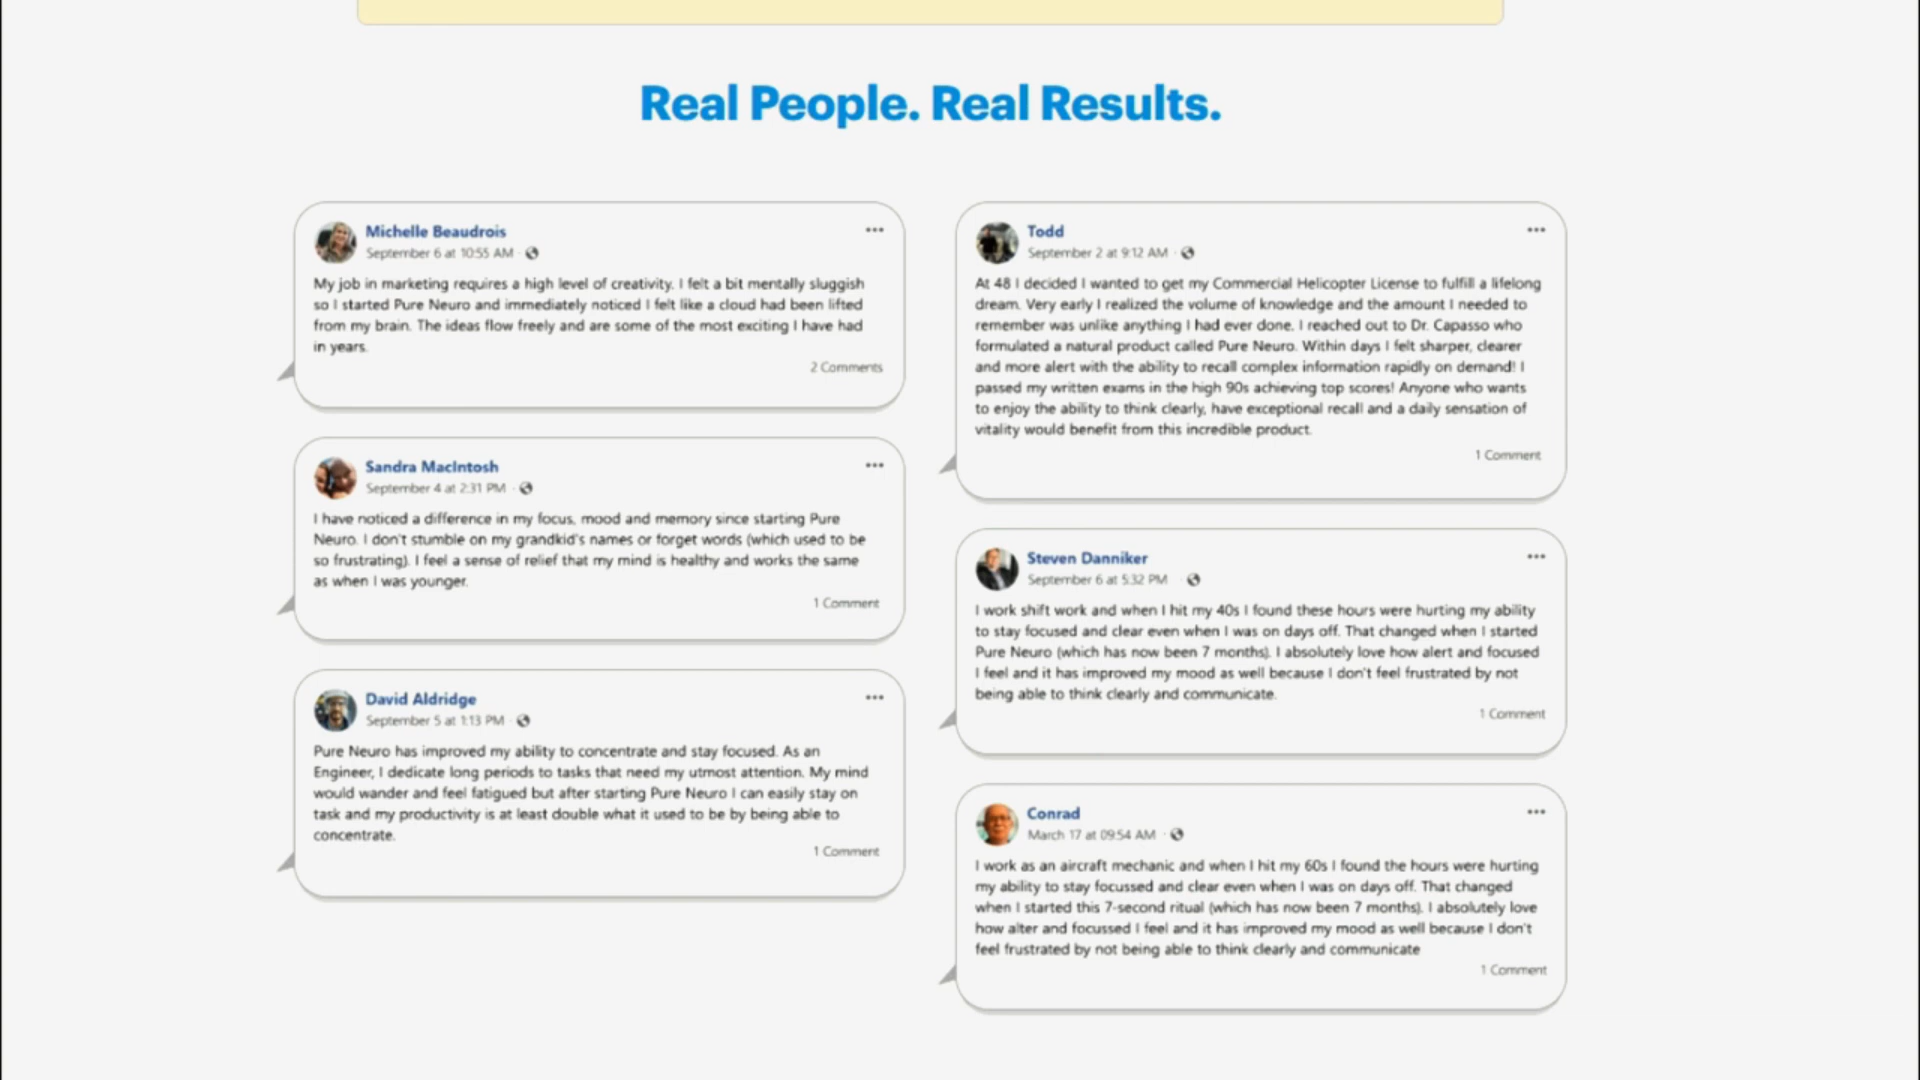 Real People. Real Results.
Michelle Beaudrois
September 6 at 10:55 AM ·
My job in marketing requires a high level of creativity. I felt a bit mentally sluggish
so I started Pure Neuro and immediately noticed I felt like a cloud had been lifted
from my brain. The ideas flow freely and are some of the most exciting I have had
in years.
2 Comments
Sandra MacIntosh
September 4 at 2:31 PM ·
I have noticed a difference in my focus, mood and memory since starting Pure
Neuro. I don't stumble on my grandkid's names or forget words (which used to be
so frustrating). I feel a sense of relief that my mind is healthy and works the same
as when I was younger.
1 Comment
David Aldridge
September 5 at 1:13 PM ·
Pure Neuro has improved my ability to concentrate and stay focused. As an
Engineer, I dedicate long periods to tasks that need my utmost attention. My mind
would wander and feel fatigued but after starting Pure Neuro I can easily stay on
task and my productivity is at least double what it used to be by being able to
concentrate.
1 Comment
Todd
September 2 at 9:12 AM ·
At 48 I decided I wanted to get my Commercial Helicopter License to fulfill a lifelong
dream. Very early I realized the volume of knowledge and the amount I needed to
remember was unlike anything I had ever done. I reached out to Dr. Capasso who
formulated a natural product called Pure Neuro. Within days I felt sharper, clearer
and more alert with the ability to recall complex information rapidly on demand! I
passed my written exams in the high 90s achieving top scores! Anyone who wants
to enjoy the ability to think clearly, have exceptional recall and a daily sensation of
vitality would benefit from this incredible product.
1 Comment
Steven Danniker
September 6 at 5:32 PM ·
I work shift work and when I hit my 40s I found these hours were hurting my ability
to stay focused and clear even when I was on days off. That changed when I started
Pure Neuro (which has now been 7 months). I absolutely love how alert and focused
I feel and it has improved my mood as well because I don't feel frustrated by not
being able to think clearly and communicate.
1 Comment
Conrad
March 17 at 09:54 AM ·
I work as an aircraft mechanic and when I hit my 60s I found the hours were hurting
my ability to stay focussed and clear even when I was on days off. That changed
when I started this 7-second ritual (which has now been 7 months). I absolutely love
how alter and focussed I feel and it has improved my mood as well because I don't
feel frustrated by not being able to think clearly and communicate
1 Comment